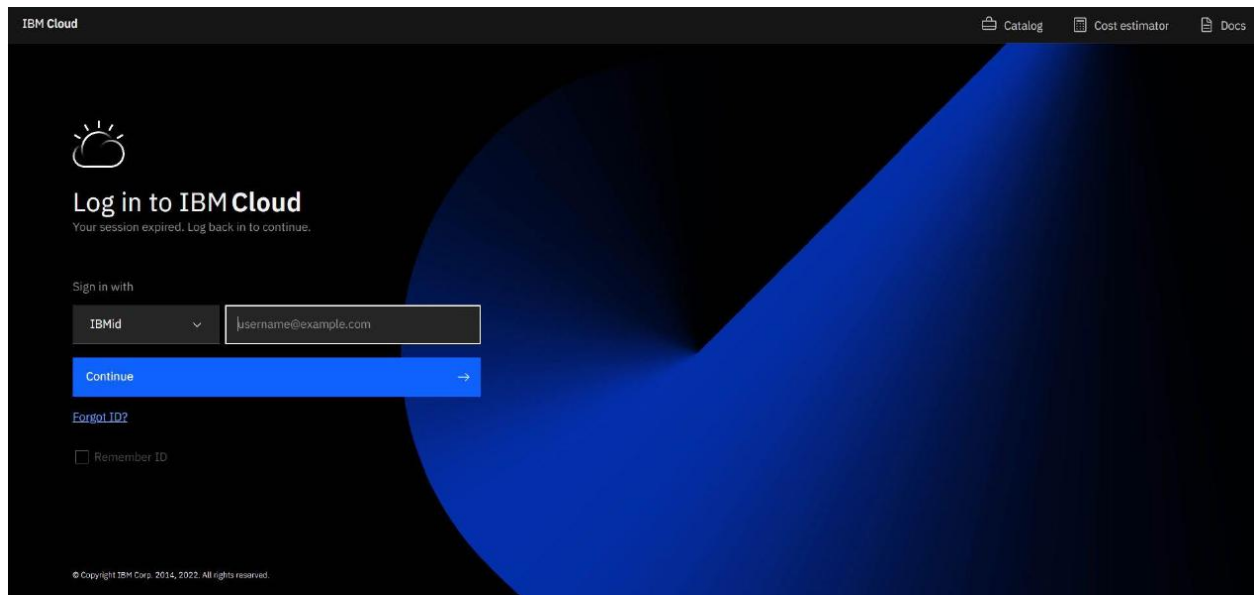 IBM Cloud Catalog Cost estimator Docs
Log in to IBM Cloud
Your session expired. Log back in to continue.
Sign in with
IBMid username@example.com
Continue →
Forgot ID?
Remember ID
© Copyright IBM Corp. 2014, 2022. All rights reserved.